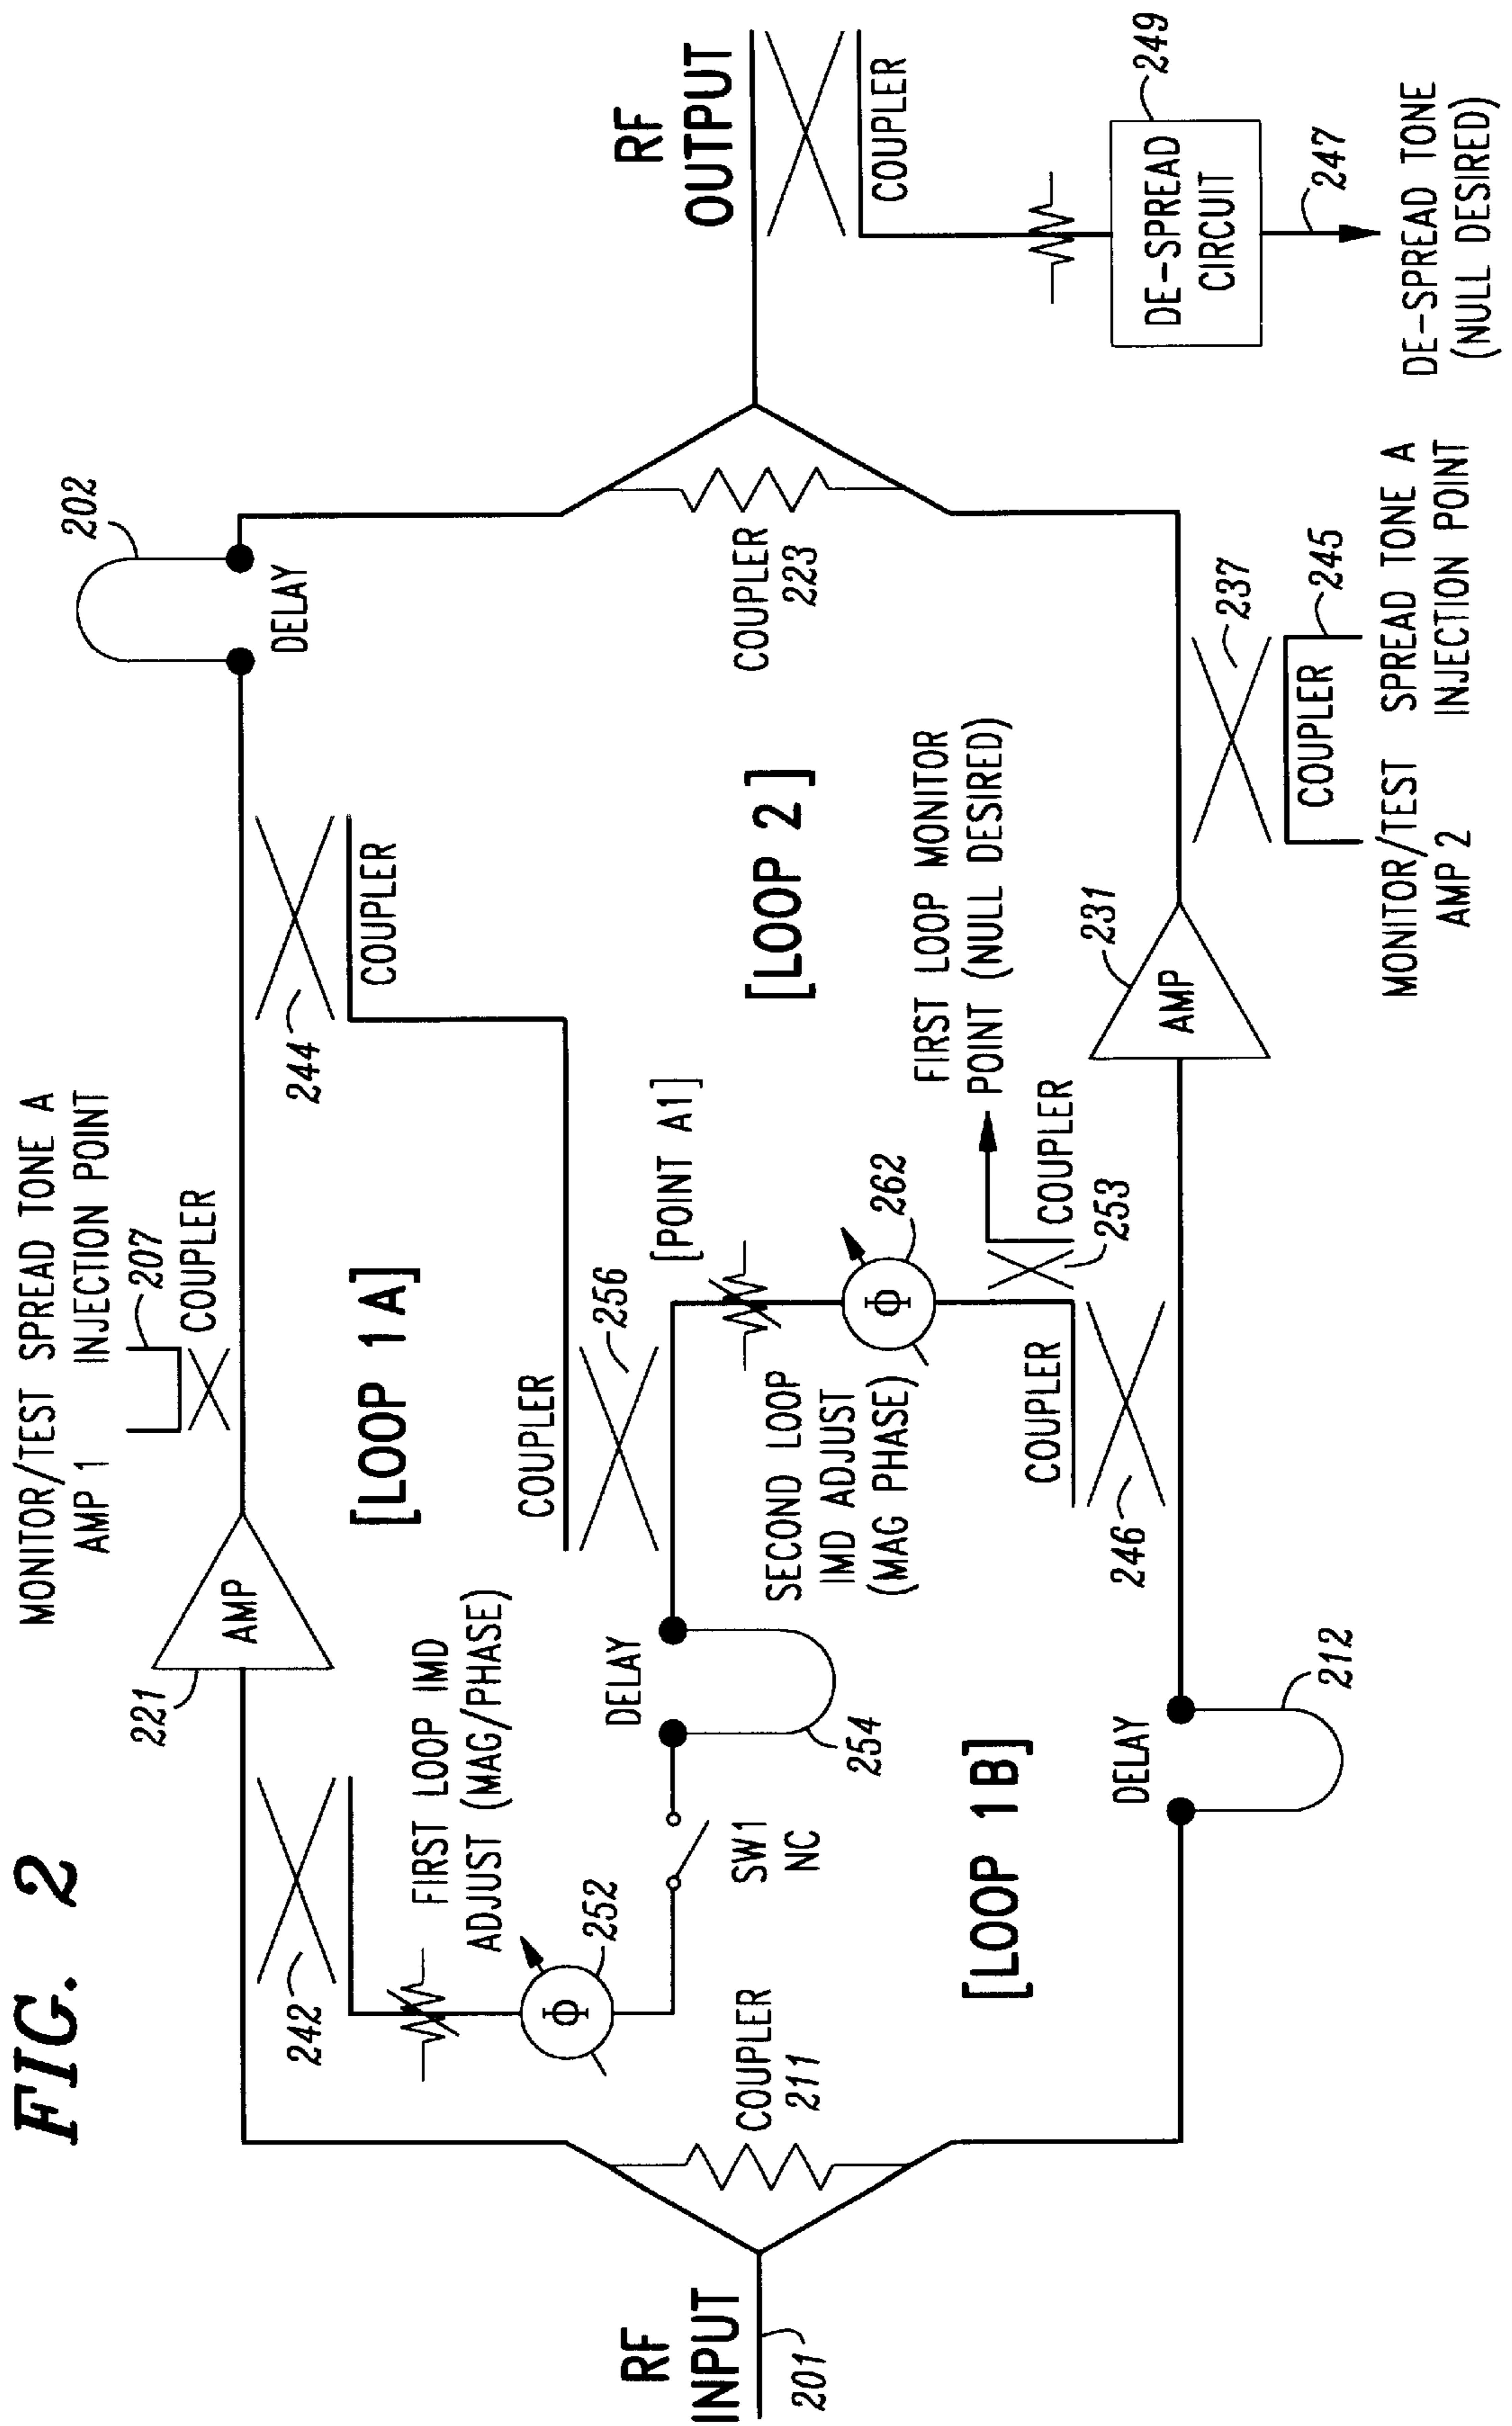 FIG. 2
MONITOR/TEST SPREAD TONE A
AMP 1 INJECTION POINT
207
COUPLER
202
DELAY
221
AMP
242
244
COUPLER
[LOOP 1A]
FIRST LOOP IMD
ADJUST (MAG/PHASE)
252
Φ
COUPLER
256
SW1
NC
DELAY
254
[POINT A1]
SECOND LOOP
IMD ADJUST
(MAG PHASE)
Φ
262
[LOOP 2]
FIRST LOOP MONITOR
POINT (NULL DESIRED)
COUPLER
253
COUPLER
246
RF
INPUT
201
COUPLER
211
[LOOP 1B]
DELAY
212
AMP
231
COUPLER
223
237
COUPLER
245
MONITOR/TEST SPREAD TONE A
AMP 2 INJECTION POINT
RF
OUTPUT
COUPLER
DE-SPREAD
CIRCUIT
249
247
DE-SPREAD TONE
(NULL DESIRED)